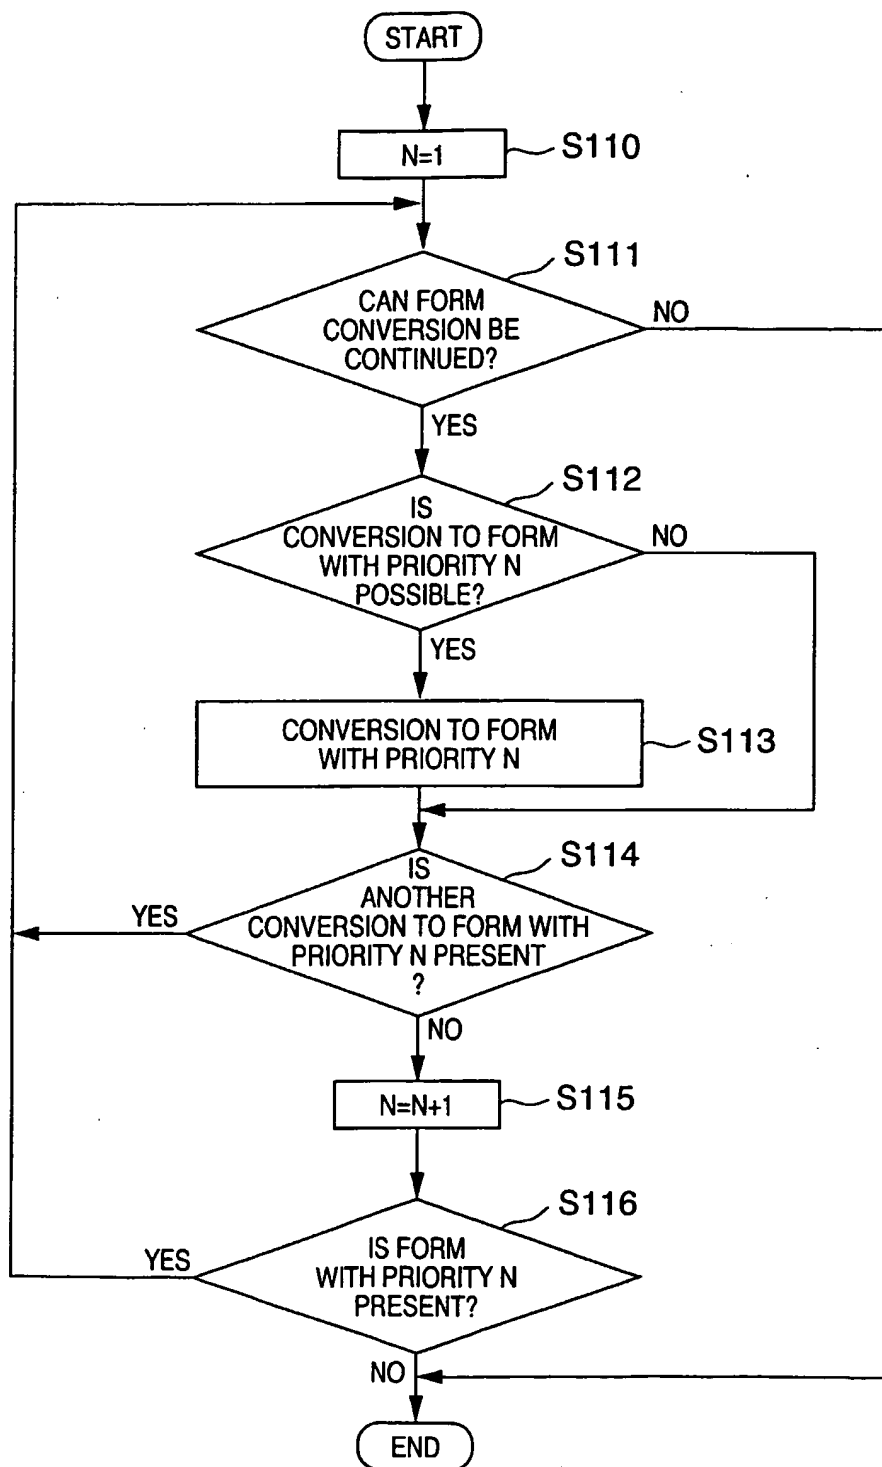 START
N=1
S110
S111
CAN FORM
CONVERSION BE
CONTINUED?
NO
YES
S112
IS
CONVERSION TO FORM
WITH PRIORITY N
POSSIBLE?
NO
YES
CONVERSION TO FORM
WITH PRIORITY N
S113
S114
IS
ANOTHER
CONVERSION TO FORM WITH
PRIORITY N PRESENT
?
YES
NO
N=N+1
S115
S116
IS FORM
WITH PRIORITY N
PRESENT?
YES
NO
END